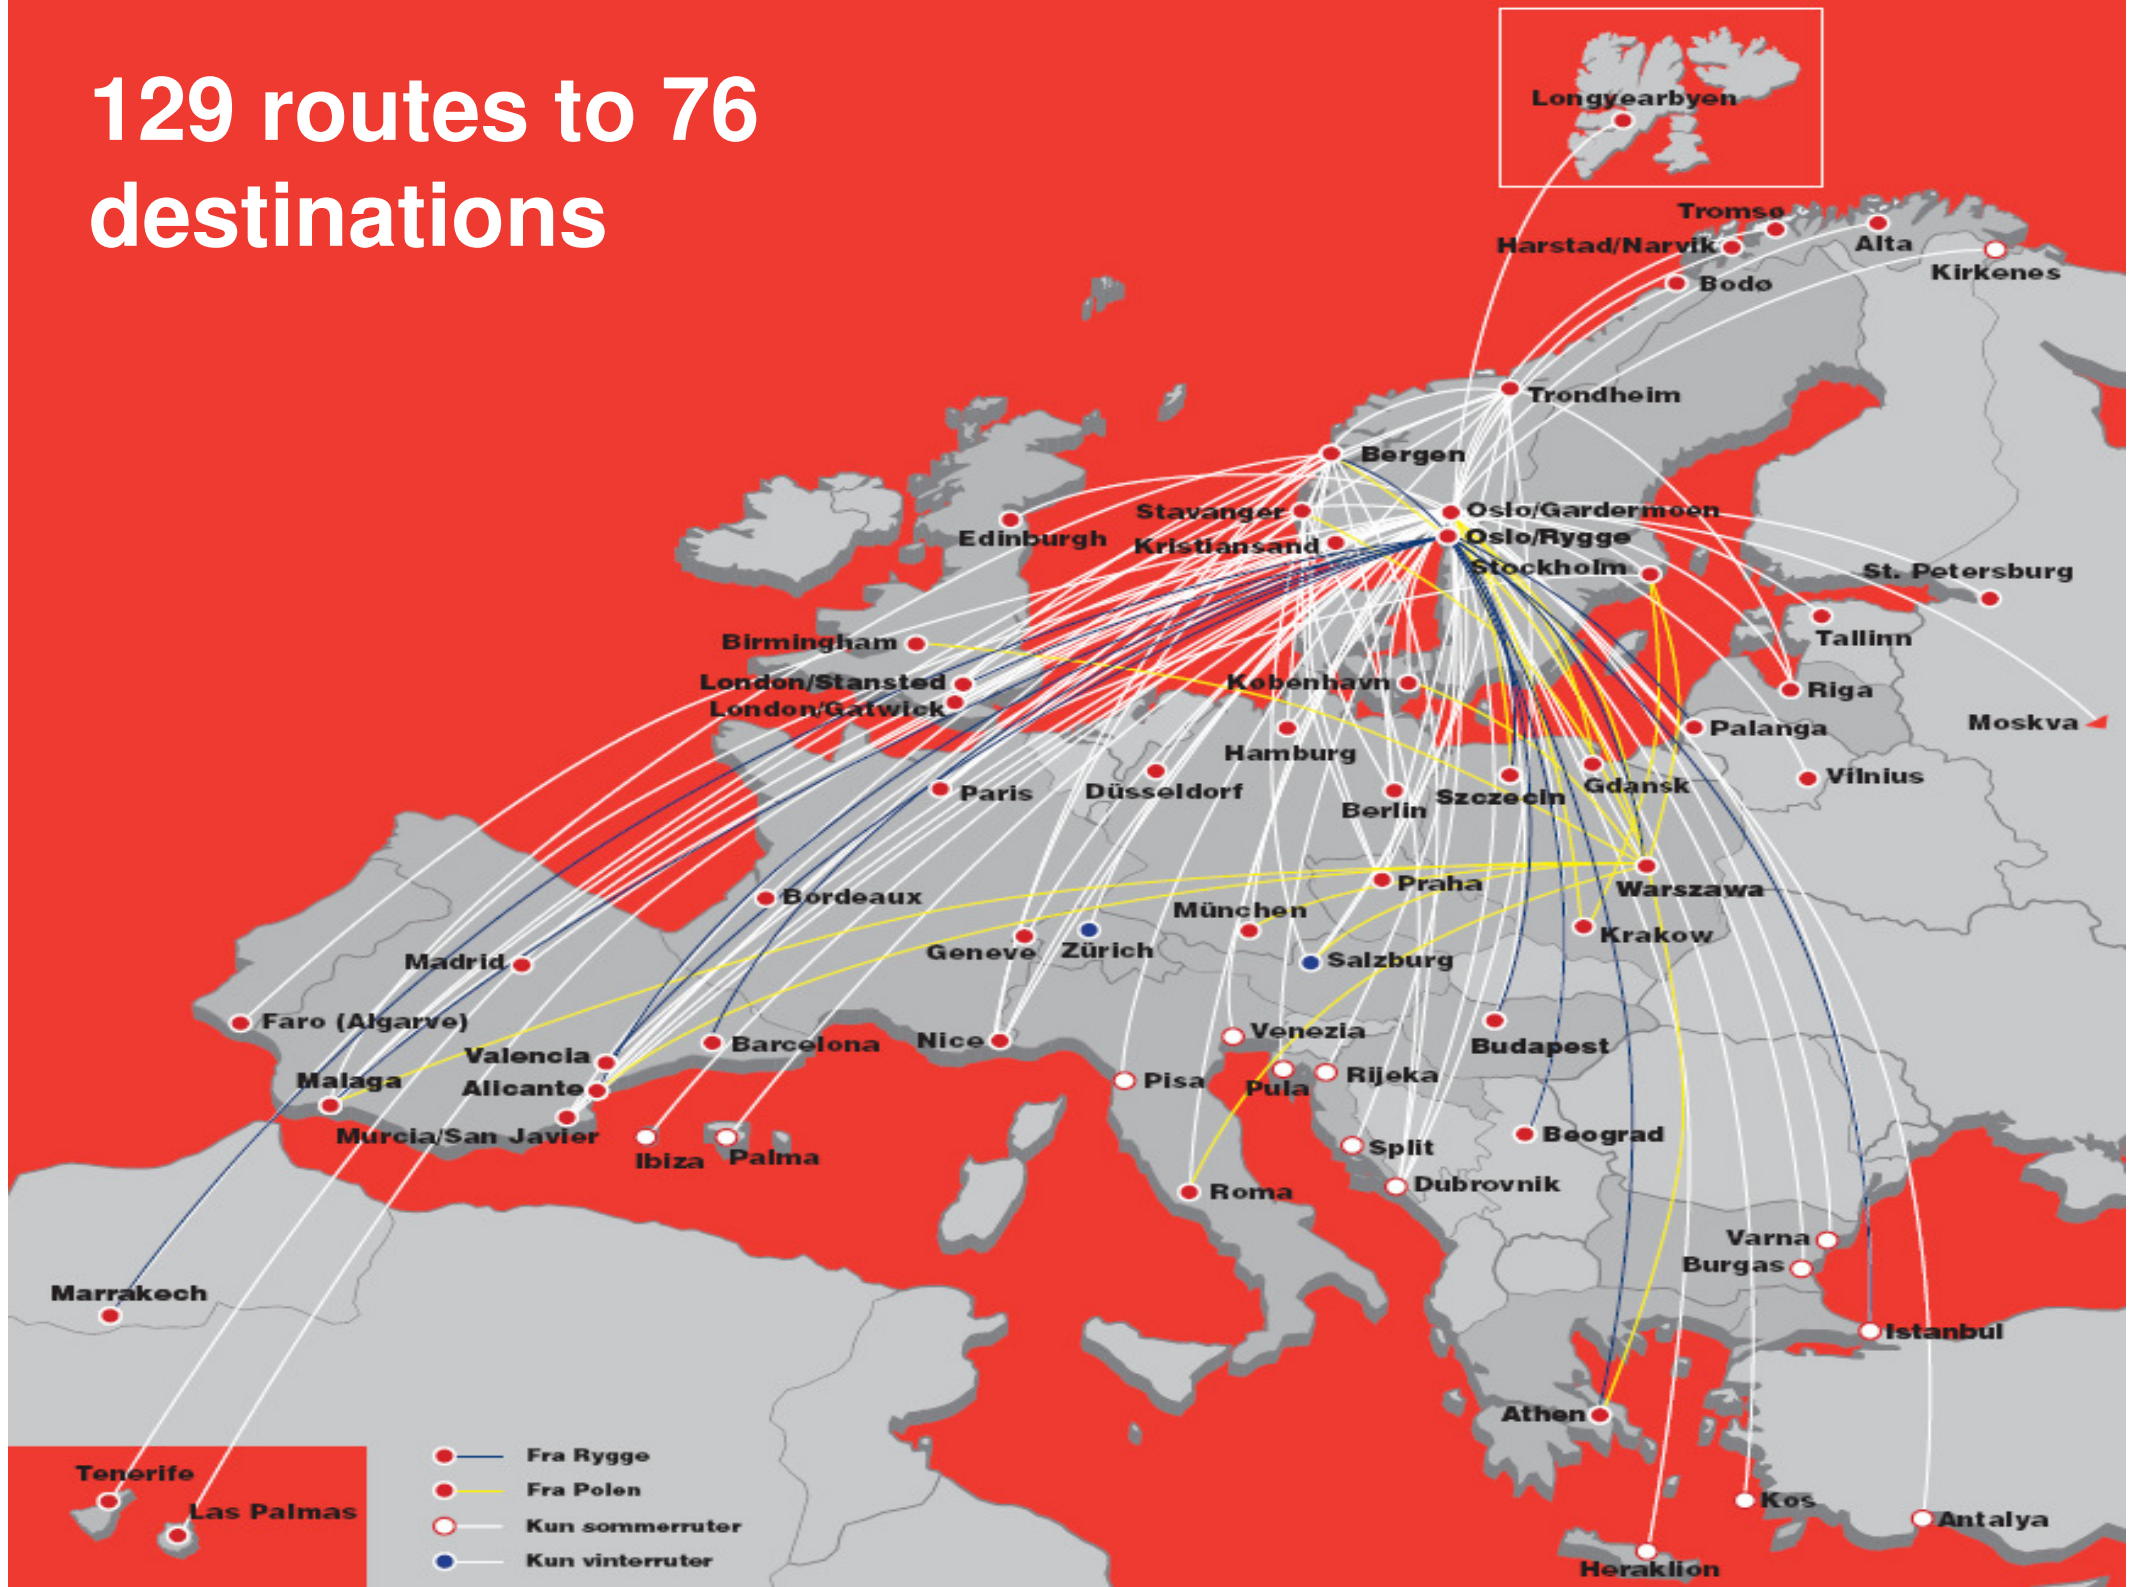 129 routes to 76
destinations
Longyearbyen
Tromsø
Harstad/Narvik
Alta
Kirkenes
Bodø
Trondheim
Bergen
Stavanger
Oslo/Gardermoen
Edinburgh
Kristiansand
Oslo/Rygge
Stockholm
St. Petersburg
Tallinn
Birmingham
London/Stansted
København
Riga
London/Gatwick
Palanga
Moskva
Hamburg
Vilnius
Paris
Düsseldorf
Berlin
Szczecin
Gdansk
Praha
Warszawa
Bordeaux
München
Krakow
Geneve
Zürich
Salzburg
Madrid
Faro (Algarve)
Valencia
Barcelona
Nice
Venezia
Budapest
Malaga
Alicante
Pisa
Pula
Rijeka
Murcia/San Javier
Ibiza
Palma
Split
Beograd
Roma
Dubrovnik
Varna
Burgas
Marrakech
Istanbul
Athen
Tenerife
Las Palmas
Kos
Antalya
Heraklion
Fra Rygge
Fra Polen
Kun sommerruter
Kun vinterruter